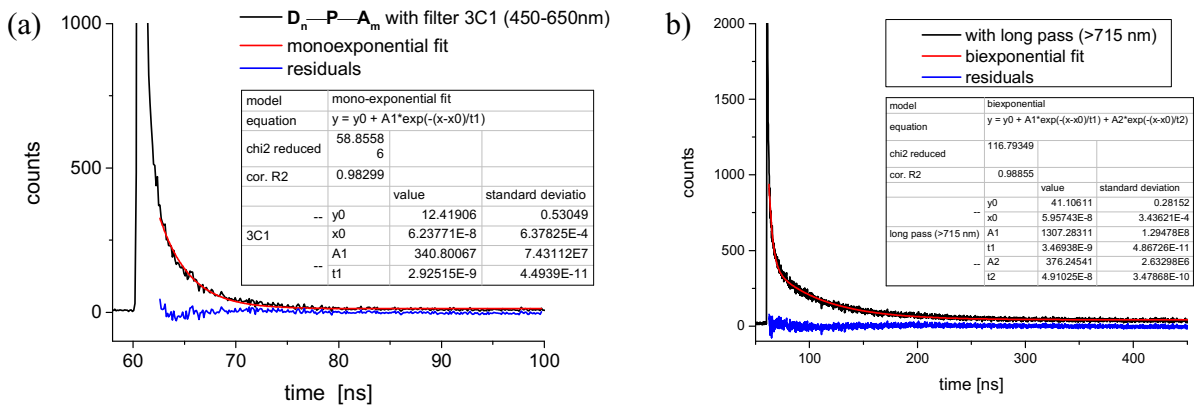 (a)
D_n—P—A_m with filter 3C1 (450-650nm)
monoexponential fit
residuals
model mono-exponential fit
equation y = y0 + A1*exp(-(x-x0)/t1)
chi2 reduced 58.8558
6
cor. R2 0.98299
value standard deviatio
-- y0 12.41906 0.53049
3C1 x0 6.23771E-8 6.37825E-4
A1 340.80067 7.43112E7
-- t1 2.92515E-9 4.4939E-11
1000
500
0
counts
60 70 80 90 100
time [ns]
b)
with long pass (>715 nm)
biexponential fit
residuals
model biexponential
equation y = y0 + A1*exp(-(x-x0)/t1) + A2*exp(-(x-x0)/t2)
chi2 reduced 116.79349
cor. R2 0.98855
value standard deviatio
-- y0 41.10611 0.28152
x0 5.95743E-8 3.43621E-4
long pass (>715 nm) A1 1307.28311 1.29478E8
t1 3.46938E-9 4.86726E-11
-- A2 376.24541 2.63298E6
t2 4.91025E-8 3.47868E-10
2000
1500
1000
500
0
counts
100 200 300 400
time [ns]